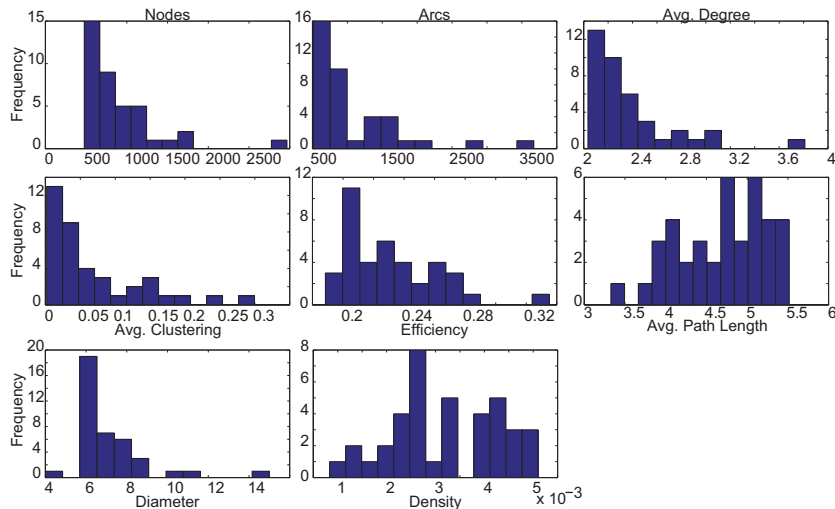 Nodes Arcs Avg. Degree
15 16 15
Frequency
10 12 12
8 9
6
5 4 3
0 0 0
0 500 1000 1500 2000 2500
500 1500 2500 3500
2 2.4 2.8 3.2 3.6 4
12 12 6
Frequency
8 8 4
4 4 2
0 0 0
0 0.05 0.1 0.15 0.2 0.25 0.3
0.2 0.24 0.28 0.32
3 3.5 4 4.5 5 5.5 6
Avg. Clustering Efficiency Avg. Path Length
20 8
Frequency
16 6
12
8 4
4 2
0 0
4 6 8 10 12 14
1 2 3 4 5
Diameter Density x 10−3